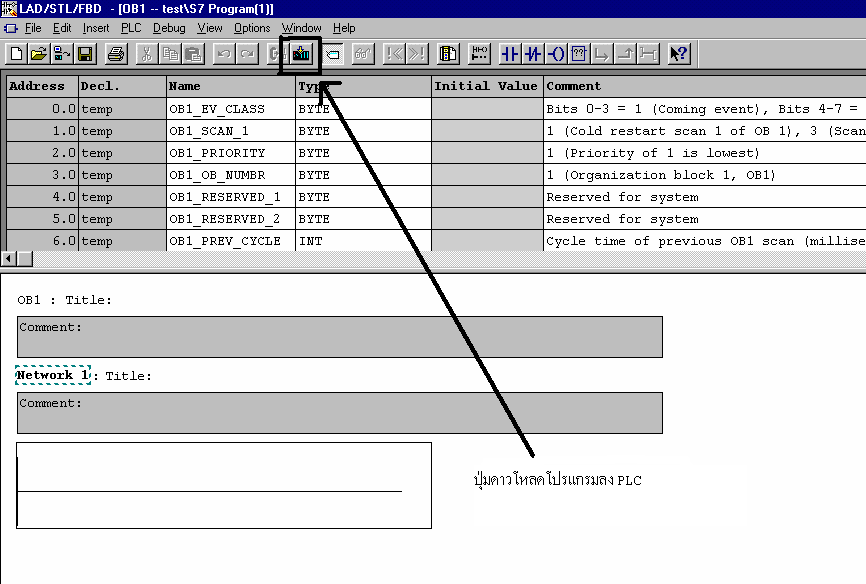 LAD/STL/FBD - [OB1 -- test\S7 Program(1)]
File Edit Insert PLC Debug View Options Window Help
Address Decl. Name Type Initial Value Comment
0.0 temp OB1_EV_CLASS BYTE Bits 0-3 = 1 (Coming event), Bits 4-7 =
1.0 temp OB1_SCAN_1 BYTE 1 (Cold restart scan 1 of OB 1), 3 (Scan
2.0 temp OB1_PRIORITY BYTE 1 (Priority of 1 is lowest)
3.0 temp OB1_OB_NUMBR BYTE 1 (Organization block 1, OB1)
4.0 temp OB1_RESERVED_1 BYTE Reserved for system
5.0 temp OB1_RESERVED_2 BYTE Reserved for system
6.0 temp OB1_PREV_CYCLE INT Cycle time of previous OB1 scan (millise
OB1 : Title:
Comment:
Network 1: Title:
Comment:
ปุ่มดาวโหลดโปรแกรมลง PLC